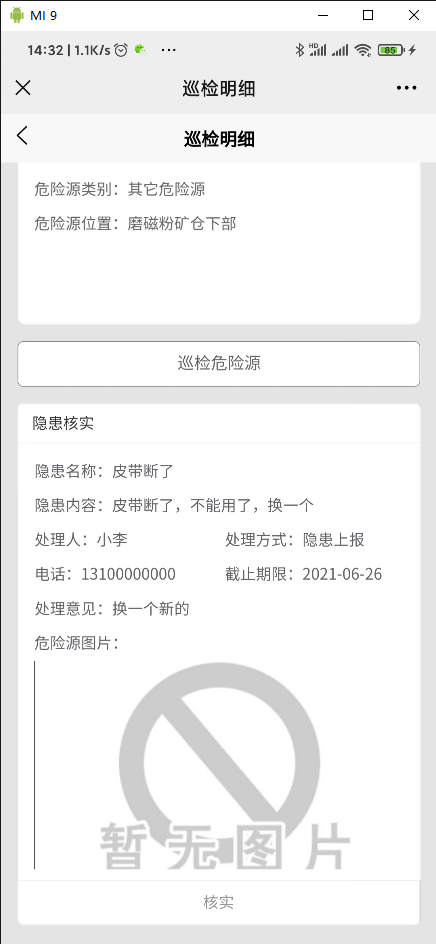 MI 9
14:32 | 1.1K/s
HD
85
巡检明细
巡检明细
危险源类别：其它危险源
危险源位置：磨磁粉矿仓下部
巡检危险源
隐患核实
隐患名称：皮带断了
隐患内容：皮带断了，不能用了，换一个
处理人：小李 处理方式：隐患上报
电话：13100000000 截止期限：2021-06-26
处理意见：换一个新的
危险源图片：
暂无图片
核实